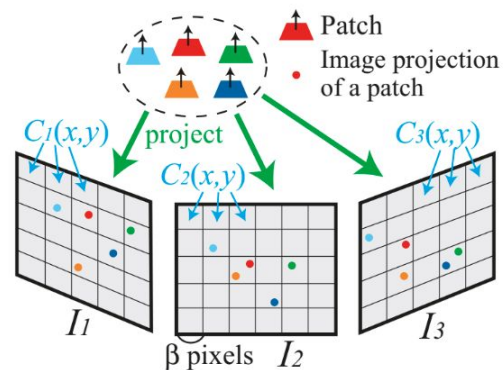 Patch
Image projection
of a patch
project
C1(x,y)
C2(x,y)
C3(x,y)
I1
I2
I3
β pixels